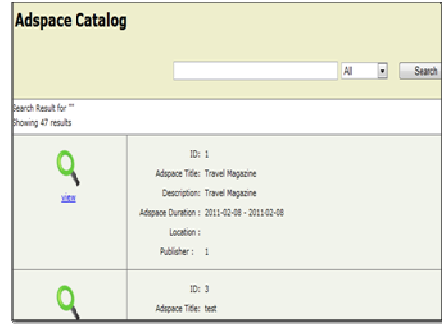 Adspace Catalog
All
Search
Search Result for ""
Showing 47 results
view
ID: 1
Adspace Title: Travel Magazine
Description: Travel Magazine
Adspace Duration : 2011-02-08 - 2011-02-08
Location :
Publisher : 1
ID: 3
Adspace Title: test